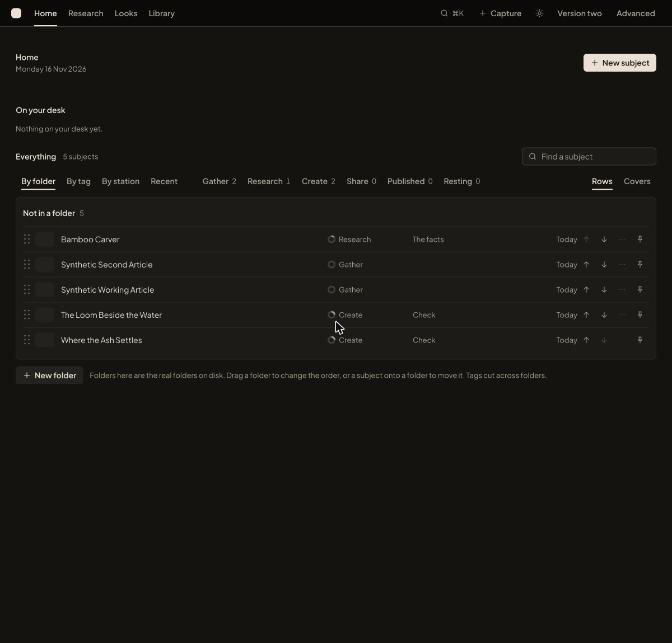 Home Research Looks Library ⌘K + Capture Version two Advanced
Home
Monday 16 Nov 2026
+ New subject
On your desk
Nothing on your desk yet.
Everything 5 subjects
Find a subject
By folder By tag By station Recent Gather 2 Research 1 Create 2 Share 0 Published 0 Resting 0 Rows Covers
Not in a folder 5
Bamboo Carver Research The facts Today ↑ ↓ ···
Synthetic Second Article Gather Today ↑ ↓ ···
Synthetic Working Article Gather Today ↑ ↓ ···
The Loom Beside the Water Create Check Today ↑ ↓ ···
Where the Ash Settles Create Check Today ↑ ↓
+ New folder Folders here are the real folders on disk. Drag a folder to change the order, or a subject onto a folder to move it. Tags cut across folders.